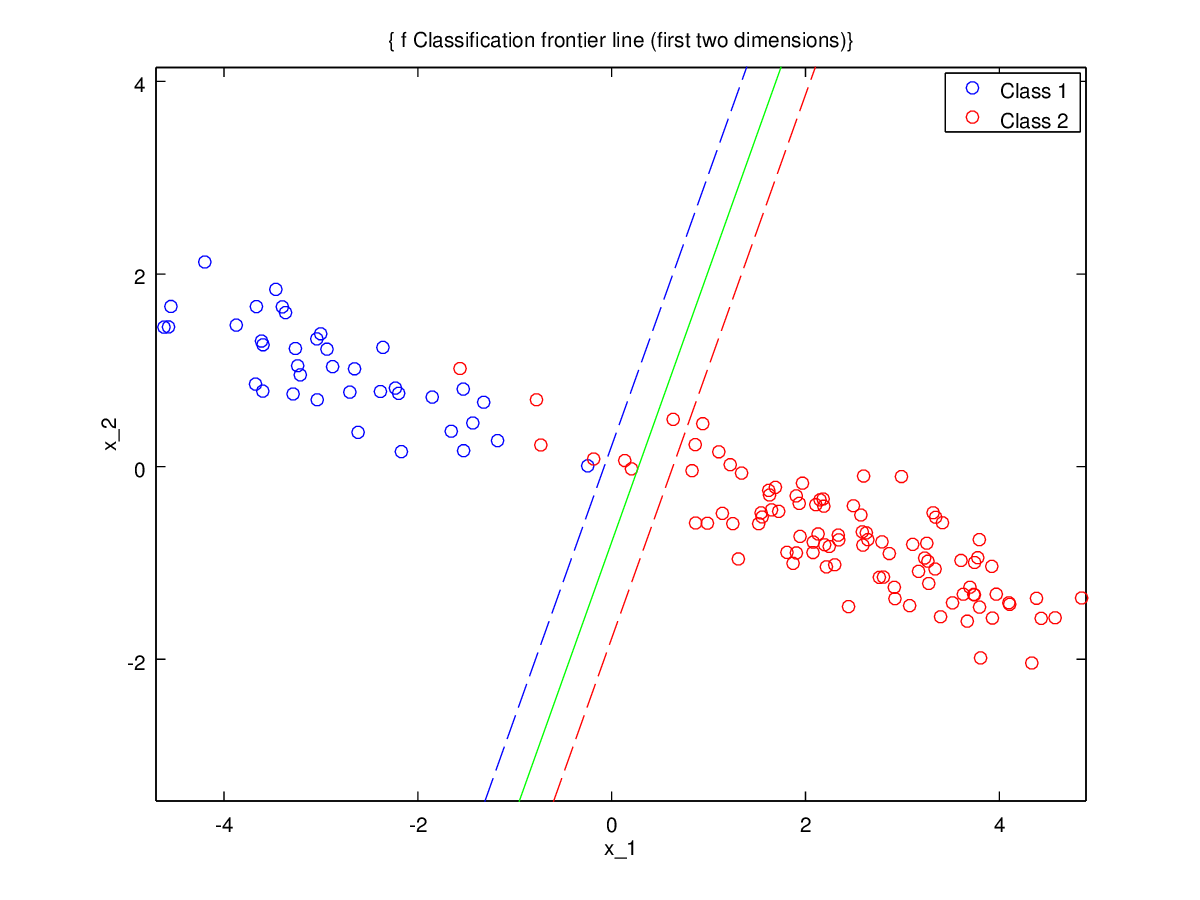 { f Classification frontier line (first two dimensions)}
4
Class 1
Class 2
2
0
-2
x_2
-4
-2
0
2
4
x_1